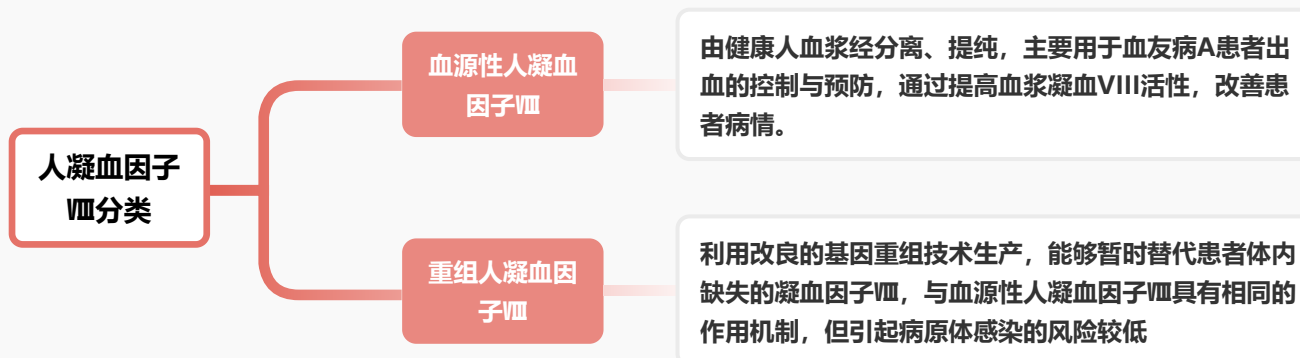 人凝血因子
Ⅷ分类
血源性人凝血
因子Ⅷ
由健康人血浆经分离、提纯，主要用于血友病A患者出
血的控制与预防，通过提高血浆凝血VIII活性，改善患
者病情。
重组人凝血因
子Ⅷ
利用改良的基因重组技术生产，能够暂时替代患者体内
缺失的凝血因子Ⅷ，与血源性人凝血因子Ⅷ具有相同的
作用机制，但引起病原体感染的风险较低